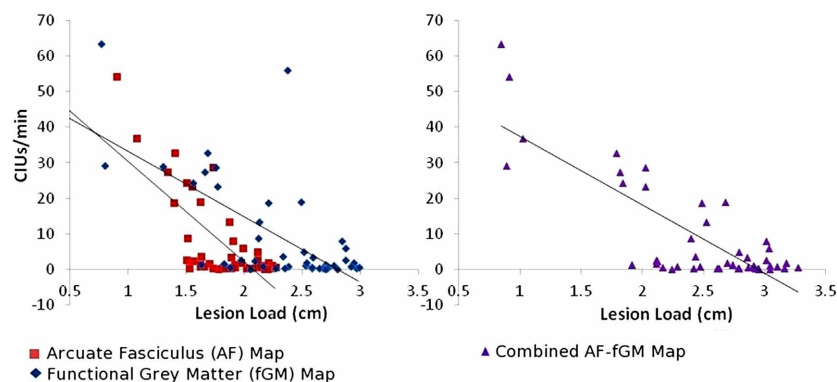 70
60
50
40
30
20
10
0
-10
CIUs/min
0.5 1 1.5 2 2.5 3 3.5
Lesion Load (cm)
Arcuate Fasciculus (AF) Map
Functional Grey Matter (fGM) Map
70
60
50
40
30
20
10
0
-10
0.5 1 1.5 2 2.5 3 3.5
Lesion Load (cm)
Combined AF-fGM Map